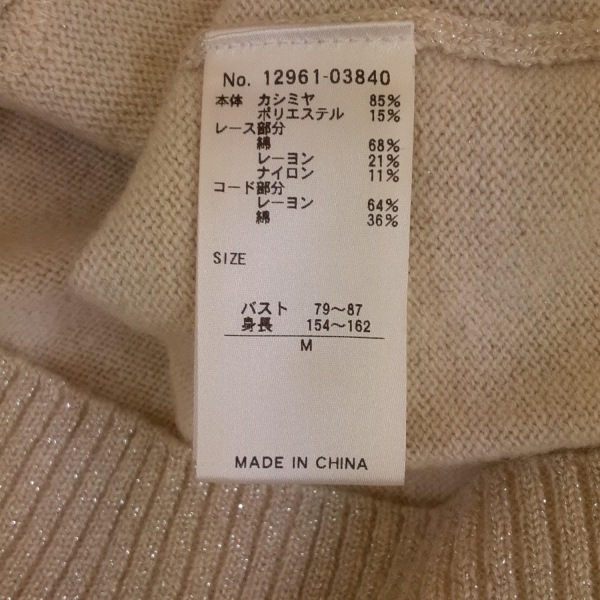 No. 12961-03840
本体 カシミヤ 85%
ポリエステル 15%
レース部分
綿 68%
レーヨン 21%
ナイロン 11%
コード部分
レーヨン 64%
綿 36%
SIZE
バスト 79～87
身長 154～162
M
MADE IN CHINA